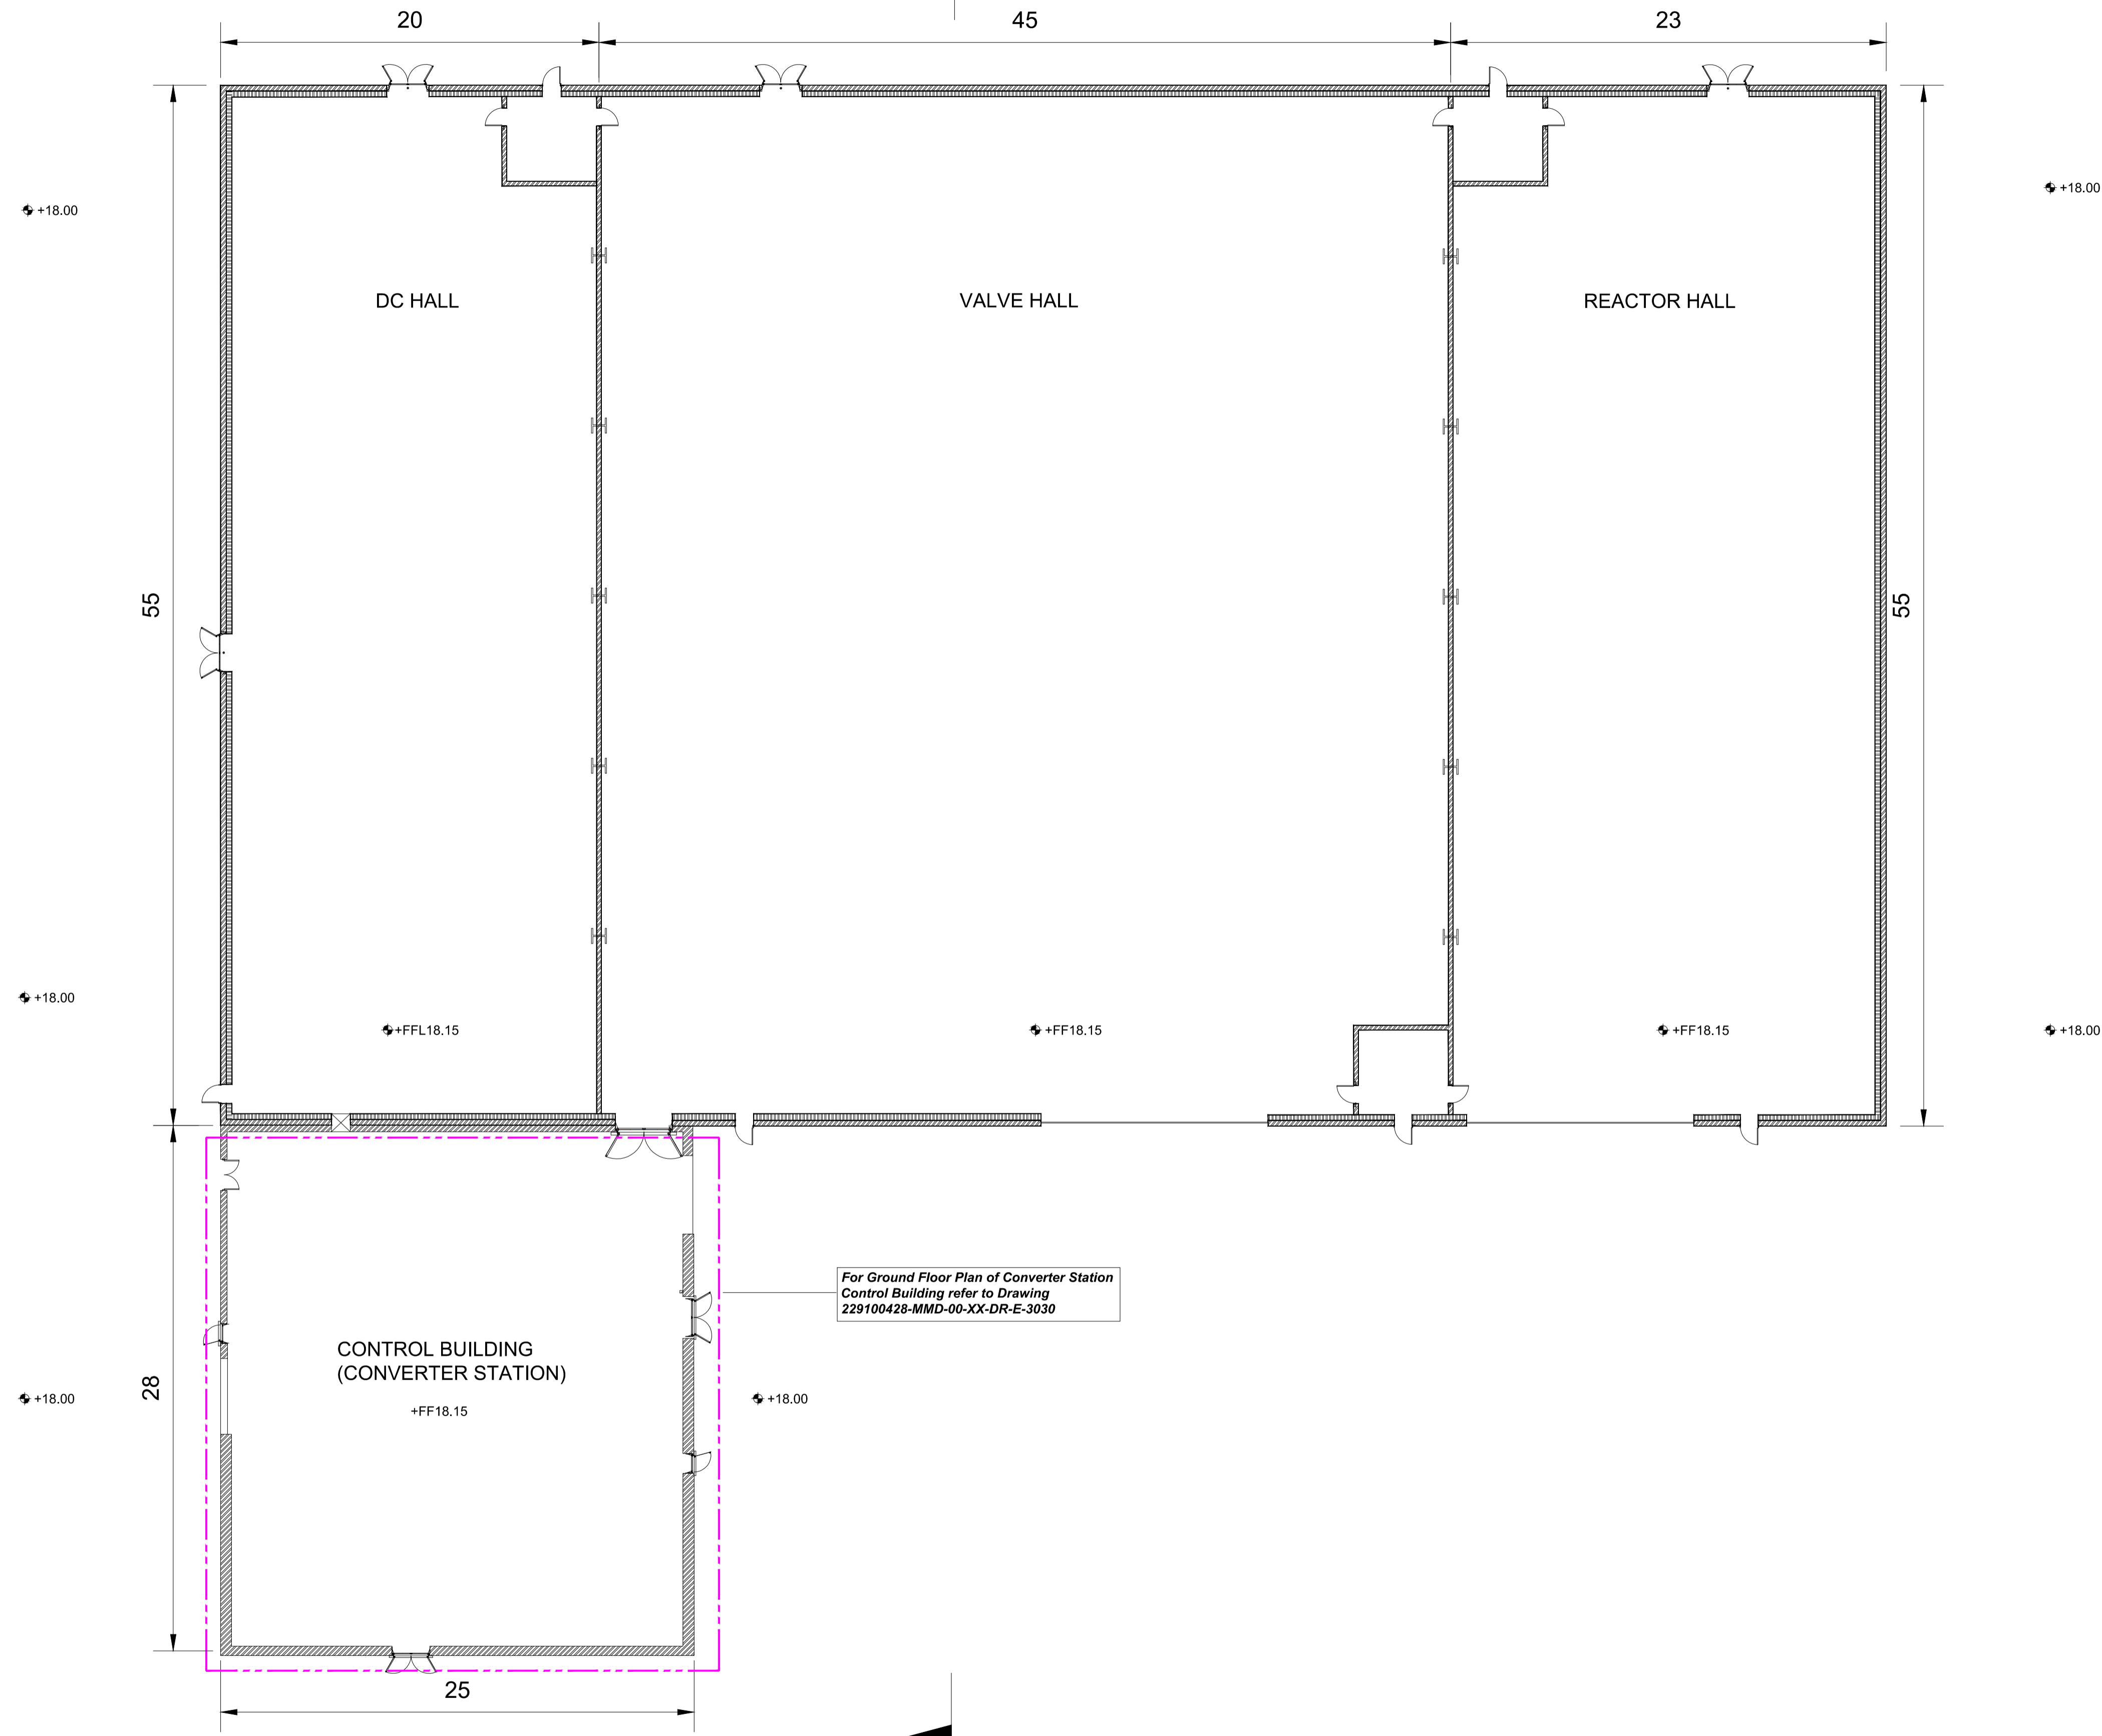 20
45
23
+18.00
+18.00
DC HALL
VALVE HALL
REACTOR HALL
55
55
+18.00
+FFL18.15
+FF18.15
+FF18.15
+18.00
For Ground Floor Plan of Converter Station
Control Building refer to Drawing
229100428-MMD-00-XX-DR-E-3030
CONTROL BUILDING
(CONVERTER STATION)
28
+18.00
+18.00
+FF18.15
25